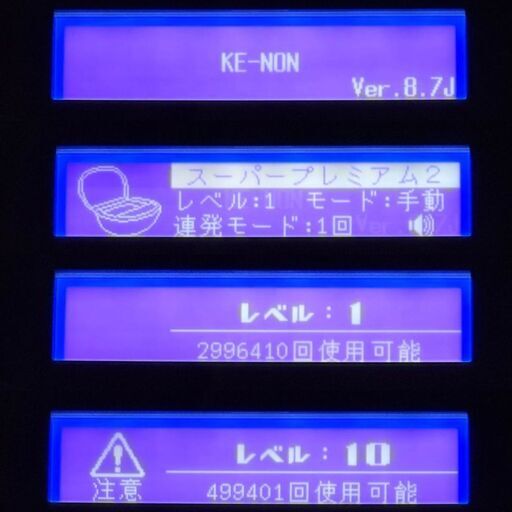 KE-NON
Ver.8.7J
スーパープレミアム2
レベル:1 モード:手動
連発モード:1回
レベル:1
2996410回使用可能
レベル:10
注意
499401回使用可能